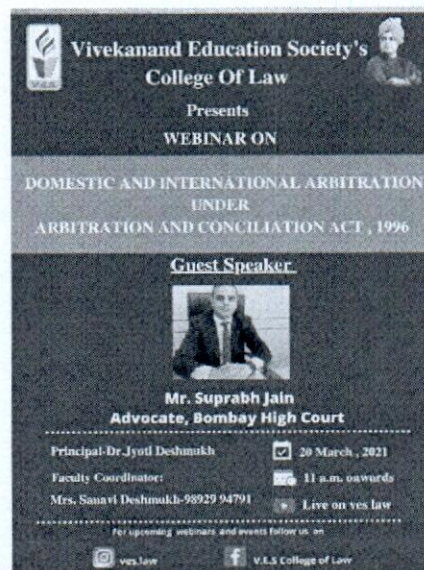 Vivekanand Education Society's
College Of Law
V.E.S.
Presents
WEBINAR ON
DOMESTIC AND INTERNATIONAL ARBITRATION
UNDER
ARBITRATION AND CONCILIATION ACT , 1996
Guest Speaker
Mr. Suprabh Jain
Advocate, Bombay High Court
Principal-Dr.Jyoti Deshmukh
20 March , 2021
Faculty Coordinator:
11 a.m. onwards
Mrs. Sanavi Deshmukh-98929 94791
Live on ves law
For upcoming webinars and events follow us on
ves.law
V.E.S College of Law